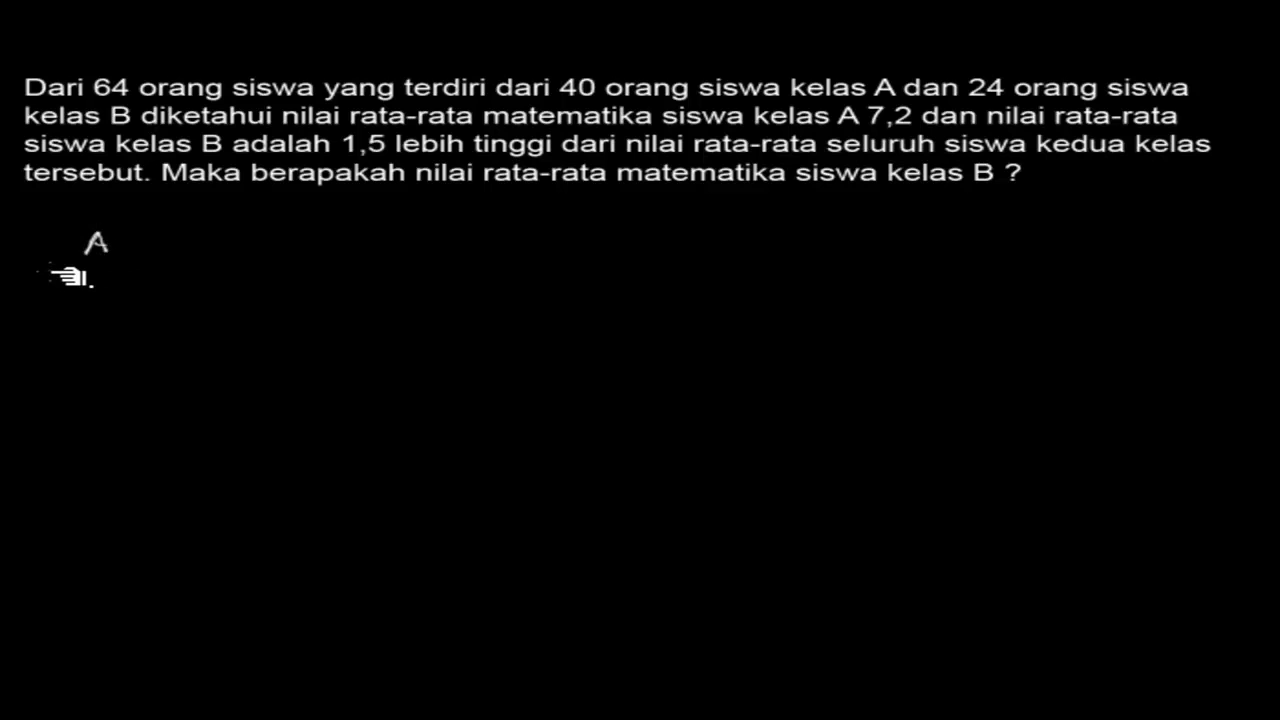 Dari 64 orang siswa yang terdiri dari 40 orang siswa kelas A dan 24 orang siswa
kelas B diketahui nilai rata-rata matematika siswa kelas A 7,2 dan nilai rata-rata
siswa kelas B adalah 1,5 lebih tinggi dari nilai rata-rata seluruh siswa kedua kelas
tersebut. Maka berapakah nilai rata-rata matematika siswa kelas B ?
A